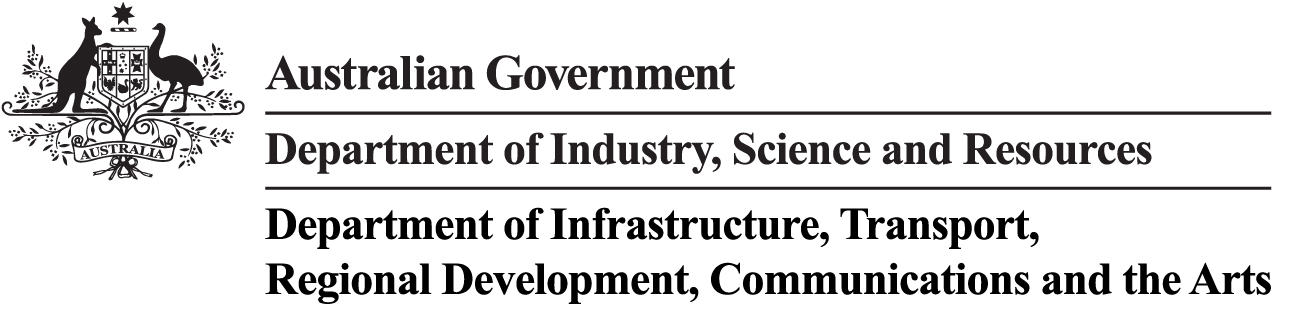 AUSTRALIA
Australian Government
Department of Industry, Science and Resources
Department of Infrastructure, Transport,
Regional Development, Communications and the Arts